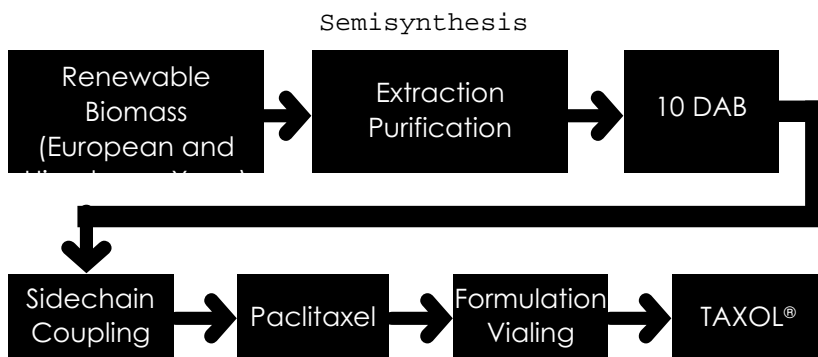 Semisynthesis
Renewable
Biomass
(European and
Extraction
Purification
10 DAB
Sidechain
Coupling
Paclitaxel
Formulation
Vialing
TAXOL®